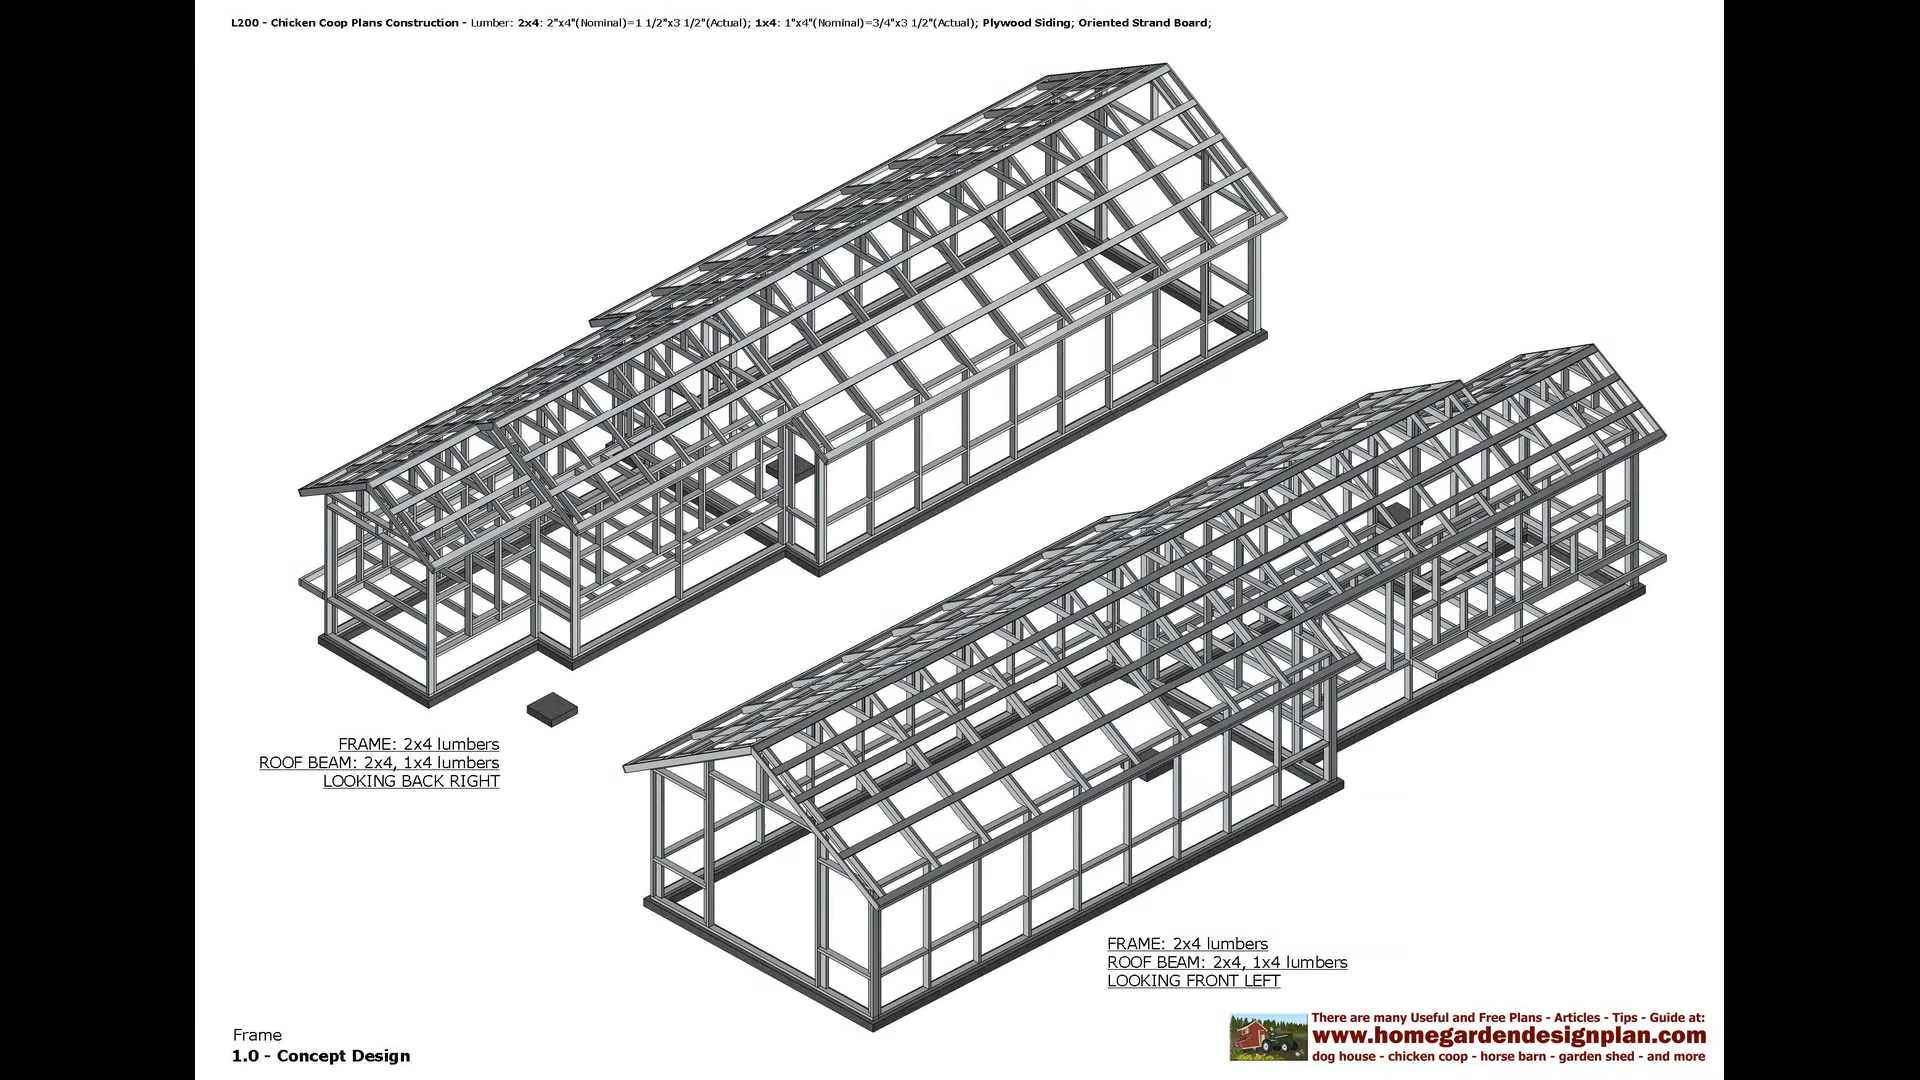 L200 - Chicken Coop Plans Construction - Lumber: 2x4: 2"x4"(Nominal)=1 1/2"x3 1/2"(Actual); 1x4: 1"x4"(Nominal)=3/4"x3 1/2"(Actual); Plywood Siding; Oriented Strand Board;
FRAME: 2x4 lumbers
ROOF BEAM: 2x4, 1x4 lumbers
LOOKING BACK RIGHT
FRAME: 2x4 lumbers
ROOF BEAM: 2x4, 1x4 lumbers
LOOKING FRONT LEFT
Frame
1.0 - Concept Design
There are many Useful and Free Plans - Articles - Tips - Guide at:
www.homegardendesignplan.com
dog house - chicken coop - horse barn - garden shed - and more